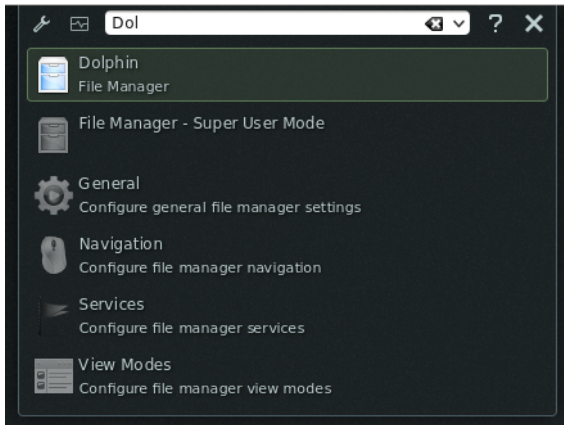 Dol
?
Dolphin
File Manager
File Manager - Super User Mode
General
Configure general file manager settings
Navigation
Configure file manager navigation
Services
Configure file manager services
View Modes
Configure file manager view modes